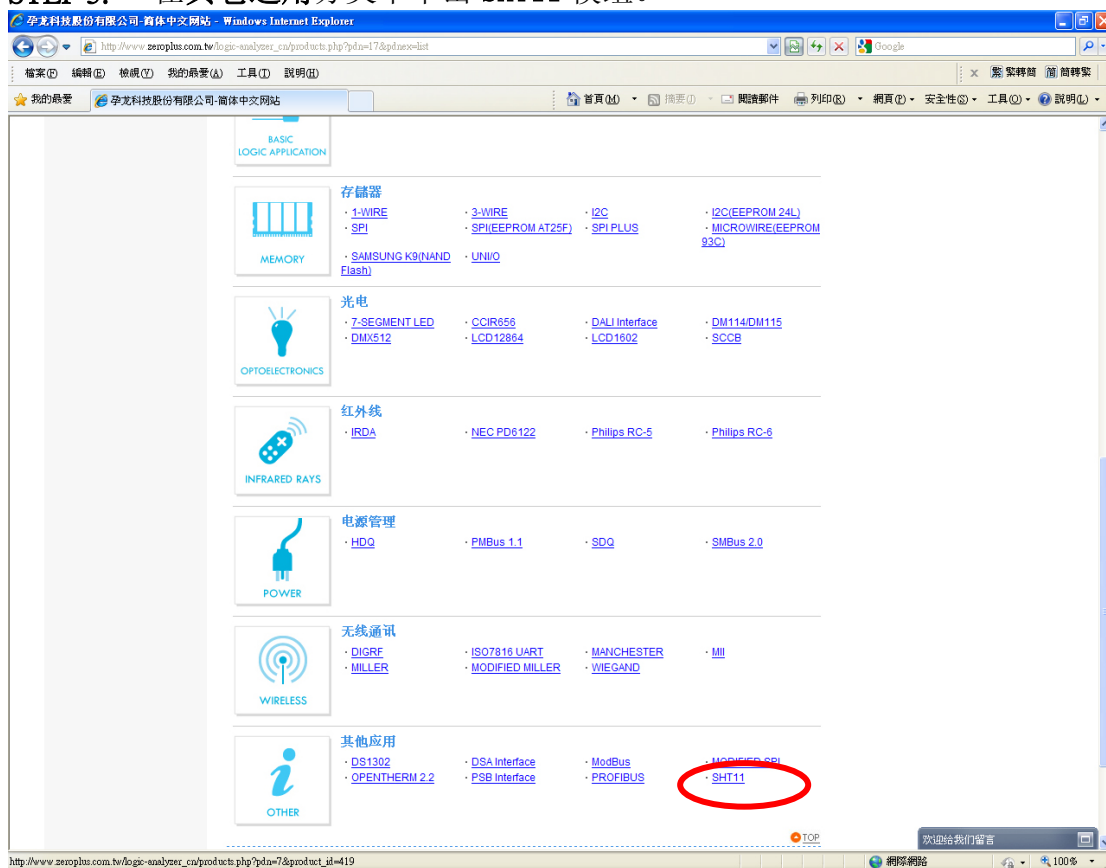 孕龙科技股份有限公司-简体中文网站 - Windows Internet Explorer
http://www.zeroplus.com.tw/logic-analyzer_cn/products.php?pdn=17&pdnex=list
Google
檔案(F) 編輯(E) 檢視(V) 我的最愛(A) 工具(T) 說明(H)
x 繁 繁轉簡 簡 簡轉繁
我的最愛 孕龙科技股份有限公司-简体中文网站
首頁(M) 摘要(J) 閱讀郵件 列印(R) 網頁(P) 安全性(S) 工具(O) 說明(L)
BASIC
LOGIC APPLICATION
存储器
· 1-WIRE · 3-WIRE · I2C · I2C(EEPROM 24L)
· SPI · SPI(EEPROM AT25F) · SPI PLUS · MICROWIRE(EEPROM
93C)
· SAMSUNG K9(NAND · UNI/O
Flash)
MEMORY
光电
· 7-SEGMENT LED · CCIR656 · DALI Interface · DM114/DM115
· DMX512 · LCD12864 · LCD1602 · SCCB
OPTOELECTRONICS
红外线
· IRDA · NEC PD6122 · Philips RC-5 · Philips RC-6
INFRARED RAYS
电源管理
· HDQ · PMBus 1.1 · SDQ · SMBus 2.0
POWER
无线通讯
· DIGRF · ISO7816 UART · MANCHESTER · MII
· MILLER · MODIFIED MILLER · WIEGAND
WIRELESS
其他应用
· DS1302 · DSA Interface · ModBus · MODIFIED SPI
· OPENTHERM 2.2 · PSB Interface · PROFIBUS · SHT11
OTHER
TOP
欢迎给我们留言
http://www.zeroplus.com.tw/logic-analyzer_cn/products.php?pdn=7&product_id=419
網際網路 100%